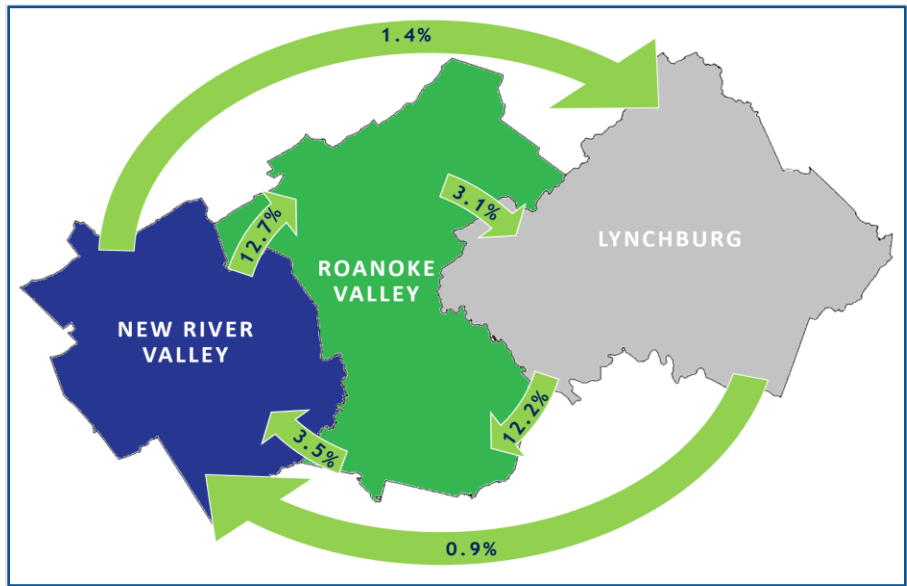 1.4%
3.1%
12.7%
LYNCHBURG
ROANOKE
VALLEY
NEW RIVER
VALLEY
12.2%
3.5%
0.9%